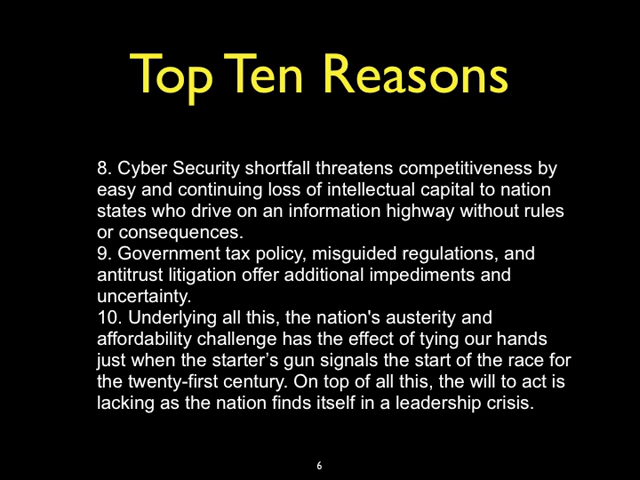 Top Ten Reasons
8. Cyber Security shortfall threatens competitiveness by
easy and continuing loss of intellectual capital to nation
states who drive on an information highway without rules
or consequences.
9. Government tax policy, misguided regulations, and
antitrust litigation offer additional impediments and
uncertainty.
10. Underlying all this, the nation's austerity and
affordability challenge has the effect of tying our hands
just when the starter’s gun signals the start of the race for
the twenty-first century. On top of all this, the will to act is
lacking as the nation finds itself in a leadership crisis.
6